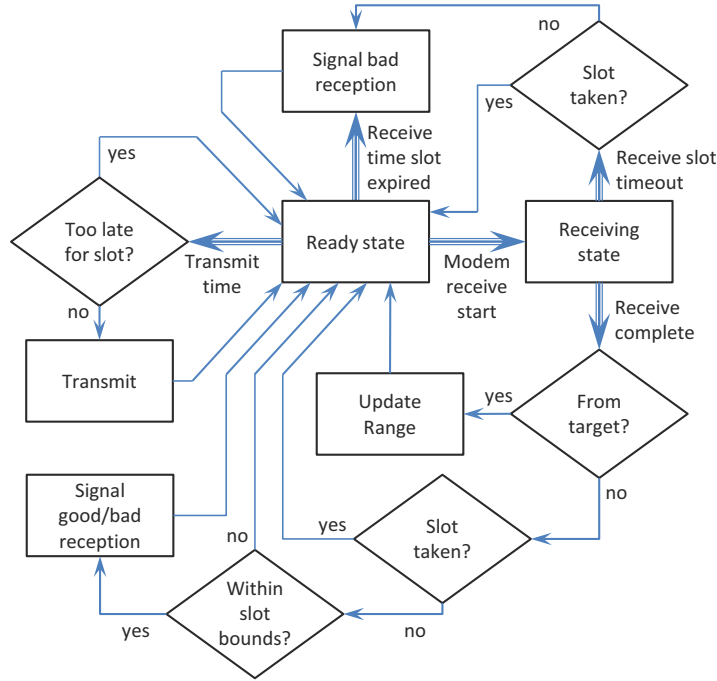 no
Signal bad
reception
Slot
taken?
yes
Receive
time slot
expired
Receive slot
timeout
yes
Too late
for slot?
Transmit
time
Ready state
Modem
receive
start
Receiving
state
no
Receive
complete
Transmit
Update
Range
yes
From
target?
no
Signal
good/bad
reception
no
yes
Slot
taken?
Within
slot
bounds?
yes
no